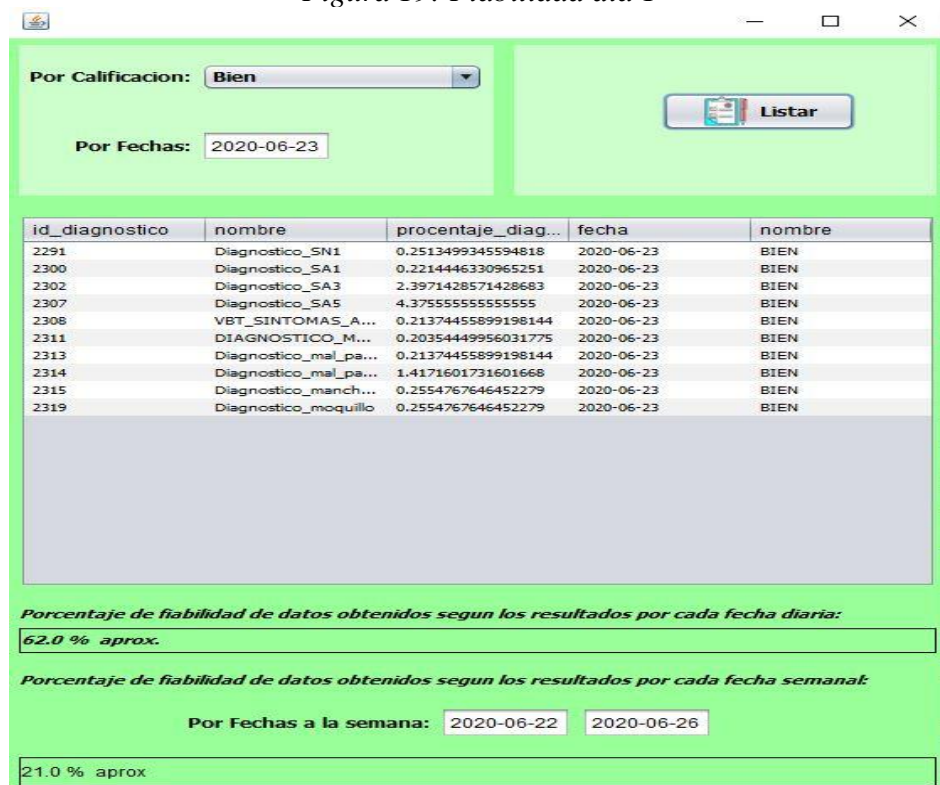 Figura 19. Fiabilidad día 1
Por Calificacion: Bien
Listar
Por Fechas: 2020-06-23
id_diagnostico nombre procentaje_diag... fecha nombre
2291 Diagnostico_SN1 0.2513499345594818 2020-06-23 BIEN
2300 Diagnostico_SA1 0.2214446330965251 2020-06-23 BIEN
2302 Diagnostico_SA3 2.3971428571428683 2020-06-23 BIEN
2307 Diagnostico_SA5 4.375555555555555 2020-06-23 BIEN
2308 VBT_SINTOMAS_A... 0.21374455899198144 2020-06-23 BIEN
2311 DIAGNOSTICO_M... 0.20354449956031775 2020-06-23 BIEN
2313 Diagnostico_mal_pa... 0.21374455899198144 2020-06-23 BIEN
2314 Diagnostico_mal_pa... 1.4171601731601668 2020-06-23 BIEN
2315 Diagnostico_manch... 0.2554767646452279 2020-06-23 BIEN
2319 Diagnostico_moquillo 0.2554767646452279 2020-06-23 BIEN
Porcentaje de fiabilidad de datos obtenidos segun los resultados por cada fecha diaria:
62.0 % aprox.
Porcentaje de fiabilidad de datos obtenidos segun los resultados por cada fecha semanal:
Por Fechas a la semana: 2020-06-22 2020-06-26
21.0 % aprox